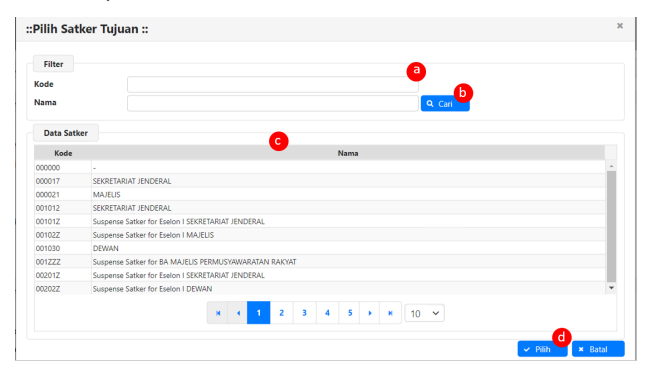 ::Pilih Satker Tujuan :: ×
Filter
a
Kode
b
Nama Cari
Data Satker
c
Kode Nama
000000 -
000017 SEKRETARIAT JENDERAL
000021 MAJELIS
001012 SEKRETARIAT JENDERAL
00101Z Suspense Satker for Eselon I SEKRETARIAT JENDERAL
00102Z Suspense Satker for Eselon I MAJELIS
001030 DEWAN
001ZZZ Suspense Satker for BA MAJELIS PERMUSYAWARATAN RAKYAT
00201Z Suspense Satker for Eselon I SEKRETARIAT JENDERAL
00202Z Suspense Satker for Eselon I DEWAN
1 2 3 4 5 10
d
Pilih Batal